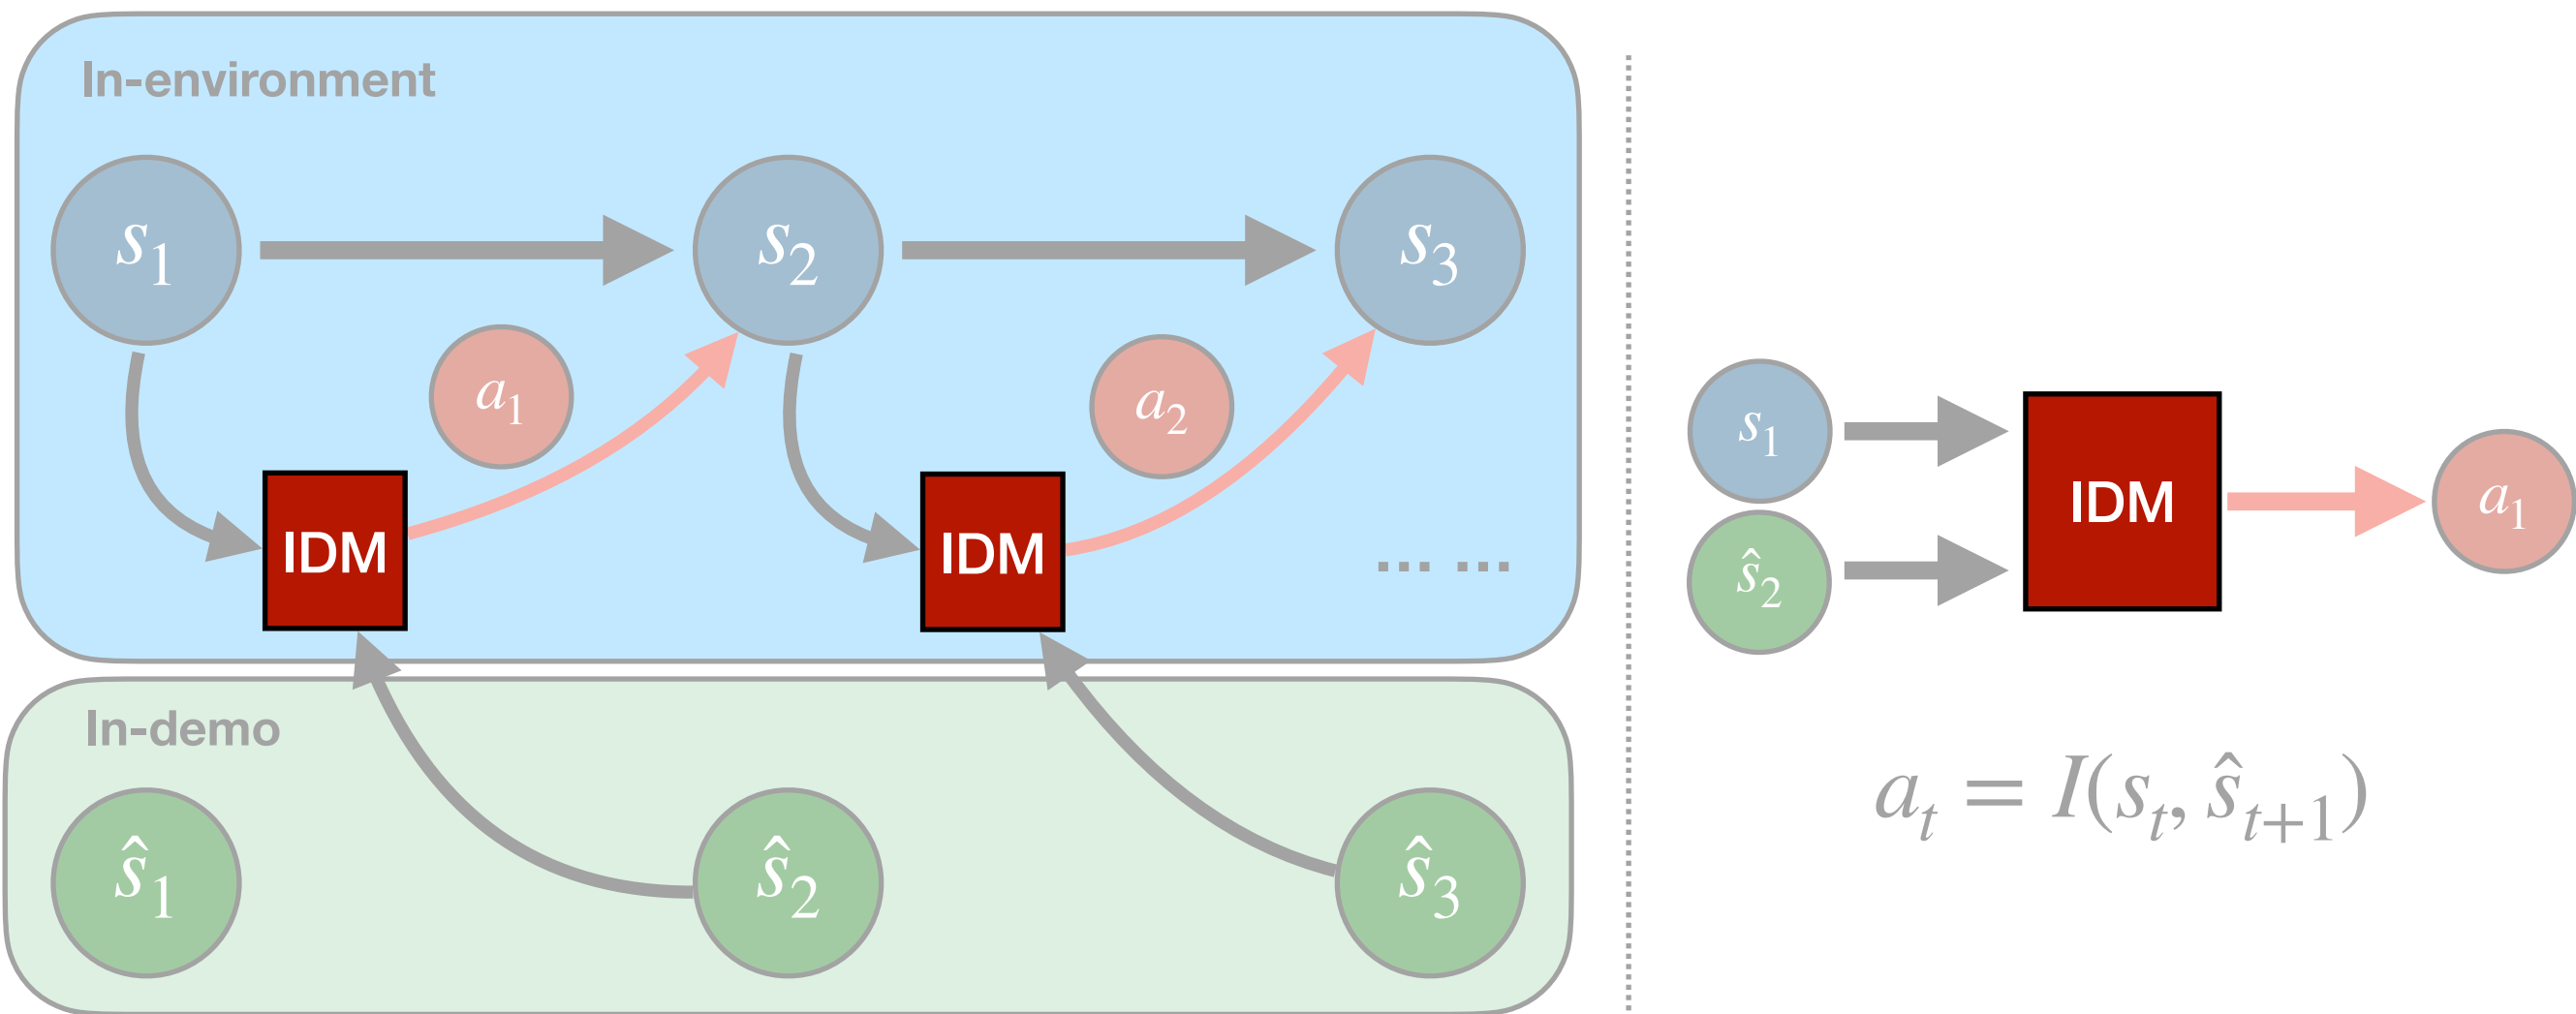 In-environment
s₁ s₂ s₃
a₁ a₂
IDM IDM
... ...
In-demo
ŝ₁ ŝ₂ ŝ₃
s₁
ŝ₂
IDM
a₁
aₜ = I(sₜ, ŝₜ₊₁)